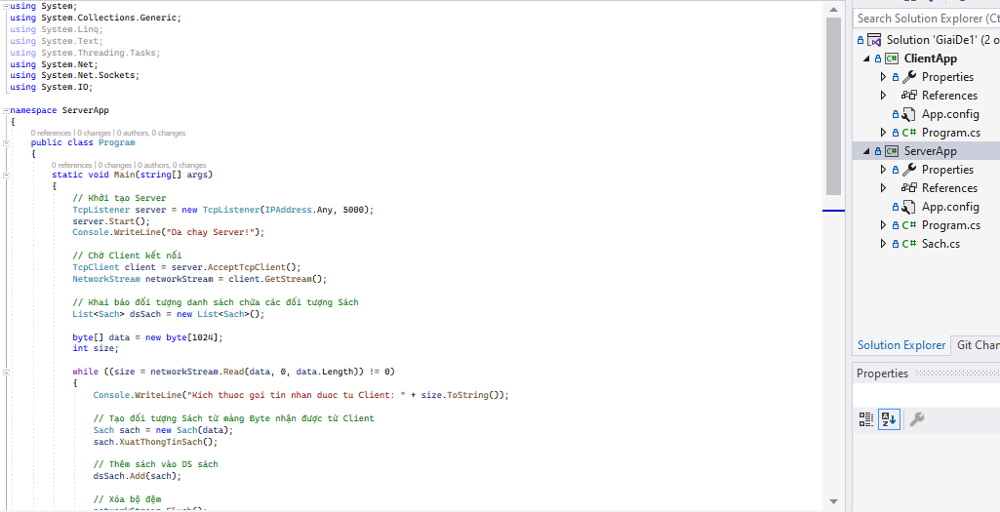 using System;
using System.Collections.Generic;
using System.Linq;
using System.Text;
using System.Threading.Tasks;
using System.Net;
using System.Net.Sockets;
using System.IO;
namespace ServerApp
{
0 references | 0 changes | 0 authors, 0 changes
public class Program
{
0 references | 0 changes | 0 authors, 0 changes
static void Main(string[] args)
{
// Khởi tạo Server
TcpListener server = new TcpListener(IPAddress.Any, 5000);
server.Start();
Console.WriteLine("Da chay Server!");
// Chờ Client kết nối
TcpClient client = server.AcceptTcpClient();
NetworkStream networkStream = client.GetStream();
// Khai báo đối tượng danh sách chứa các đối tượng Sách
List<Sach> dsSach = new List<Sach>();
byte[] data = new byte[1024];
int size;
while ((size = networkStream.Read(data, 0, data.Length)) != 0)
{
Console.WriteLine("Kich thuoc goi tin nhan duoc tu Client: " + size.ToString());
// Tạo đối tượng Sách từ mảng Byte nhận được từ Client
Sach sach = new Sach(data);
sach.XuatThongTinSach();
// Thêm sách vào DS sách
dsSach.Add(sach);
// Xóa bộ đệm
networkStream.Flush();
Search Solution Explorer (Ct
Solution 'GiaiDe1' (2 o
ClientApp
Properties
References
App.config
C# Program.cs
ServerApp
Properties
References
App.config
C# Program.cs
C# Sach.cs
Solution Explorer Git Chan
Properties